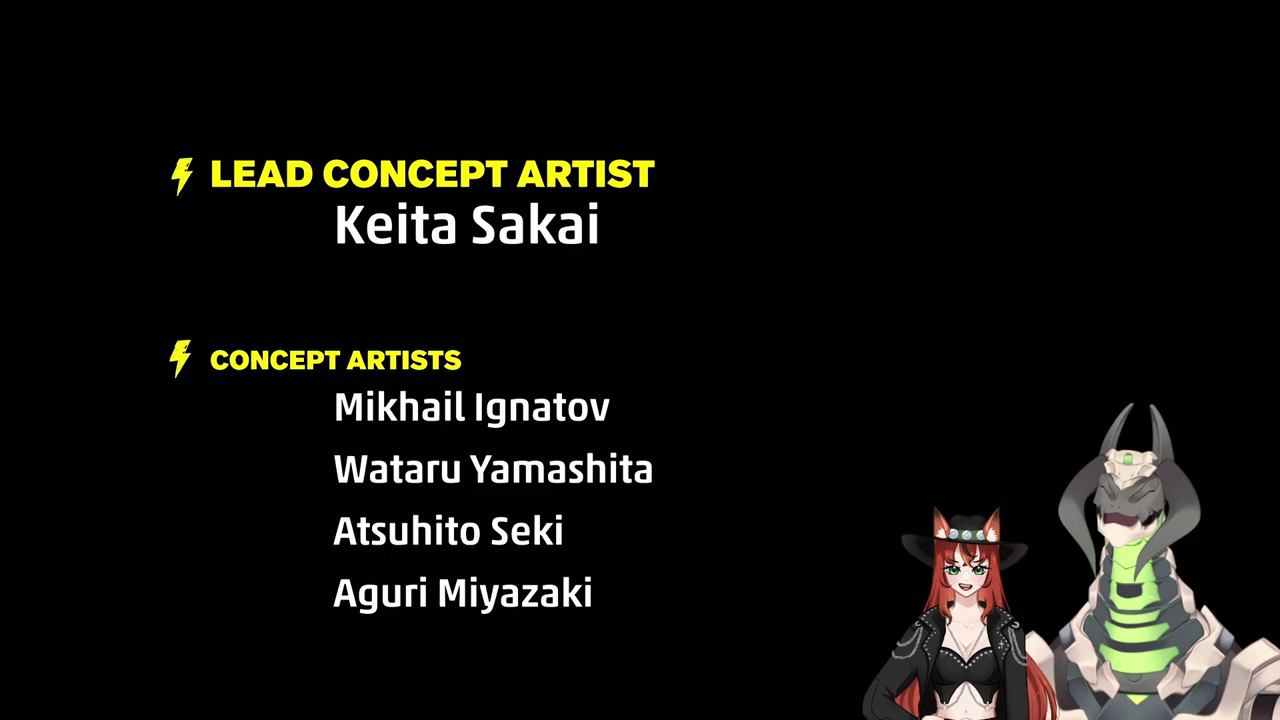 LEAD CONCEPT ARTIST
Keita Sakai
CONCEPT ARTISTS
Mikhail Ignatov
Wataru Yamashita
Atsuhito Seki
Aguri Miyazaki